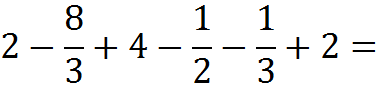 2 − 8/3 + 4 − 1/2 − 1/3 + 2 =